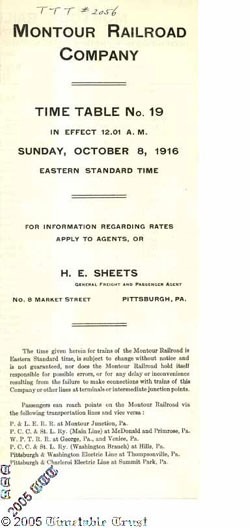 TTT # 2056
MONTOUR RAILROAD
COMPANY
TIME TABLE No. 19
IN EFFECT 12.01 A. M.
SUNDAY, OCTOBER 8, 1916
EASTERN STANDARD TIME
FOR INFORMATION REGARDING RATES
APPLY TO AGENTS, OR
H. E. SHEETS
GENERAL FREIGHT AND PASSENGER AGENT
No. 8 MARKET STREET PITTSBURGH, PA.
The time given herein for trains of the Montour Railroad is
Eastern Standard time, is subject to change without notice and
is not guaranteed, nor does the Montour Railroad hold itself
responsible for possible errors, or for any delay or inconvenience
resulting from the failure to make connections with trains of this
Company or other lines at terminals or intermediate junction points.
Passengers can reach points on the Montour Railroad via
the following transportation lines and vice versa :
P. & L. E. R. R. at Montour Junction, Pa.
P. C. C. & St. L. Ry. (Main Line) at McDonald and Primrose, Pa.
W. P. T. R. R. at George, Pa., and Venice, Pa.
P. C. C. & St. L. Ry. (Washington Branch) at Hills, Pa.
Pittsburgh & Washington Electric Line at Thompsonville, Pa.
Pittsburgh & Charleroi Electric Line at Summit Park, Pa.
2005
© 2005 Timetable Trust